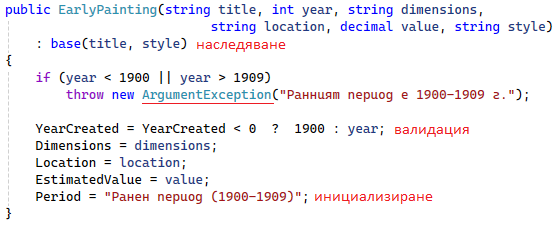 public EarlyPainting(string title, int year, string dimensions,
string location, decimal value, string style)
: base(title, style) наследяване
{
if (year < 1900 || year > 1909)
throw new ArgumentException("Ранният период е 1900-1909 г.");
YearCreated = YearCreated < 0 ? 1900 : year; валидация
Dimensions = dimensions;
Location = location;
EstimatedValue = value;
Period = "Ранен период (1900-1909)"; инициализиране
}